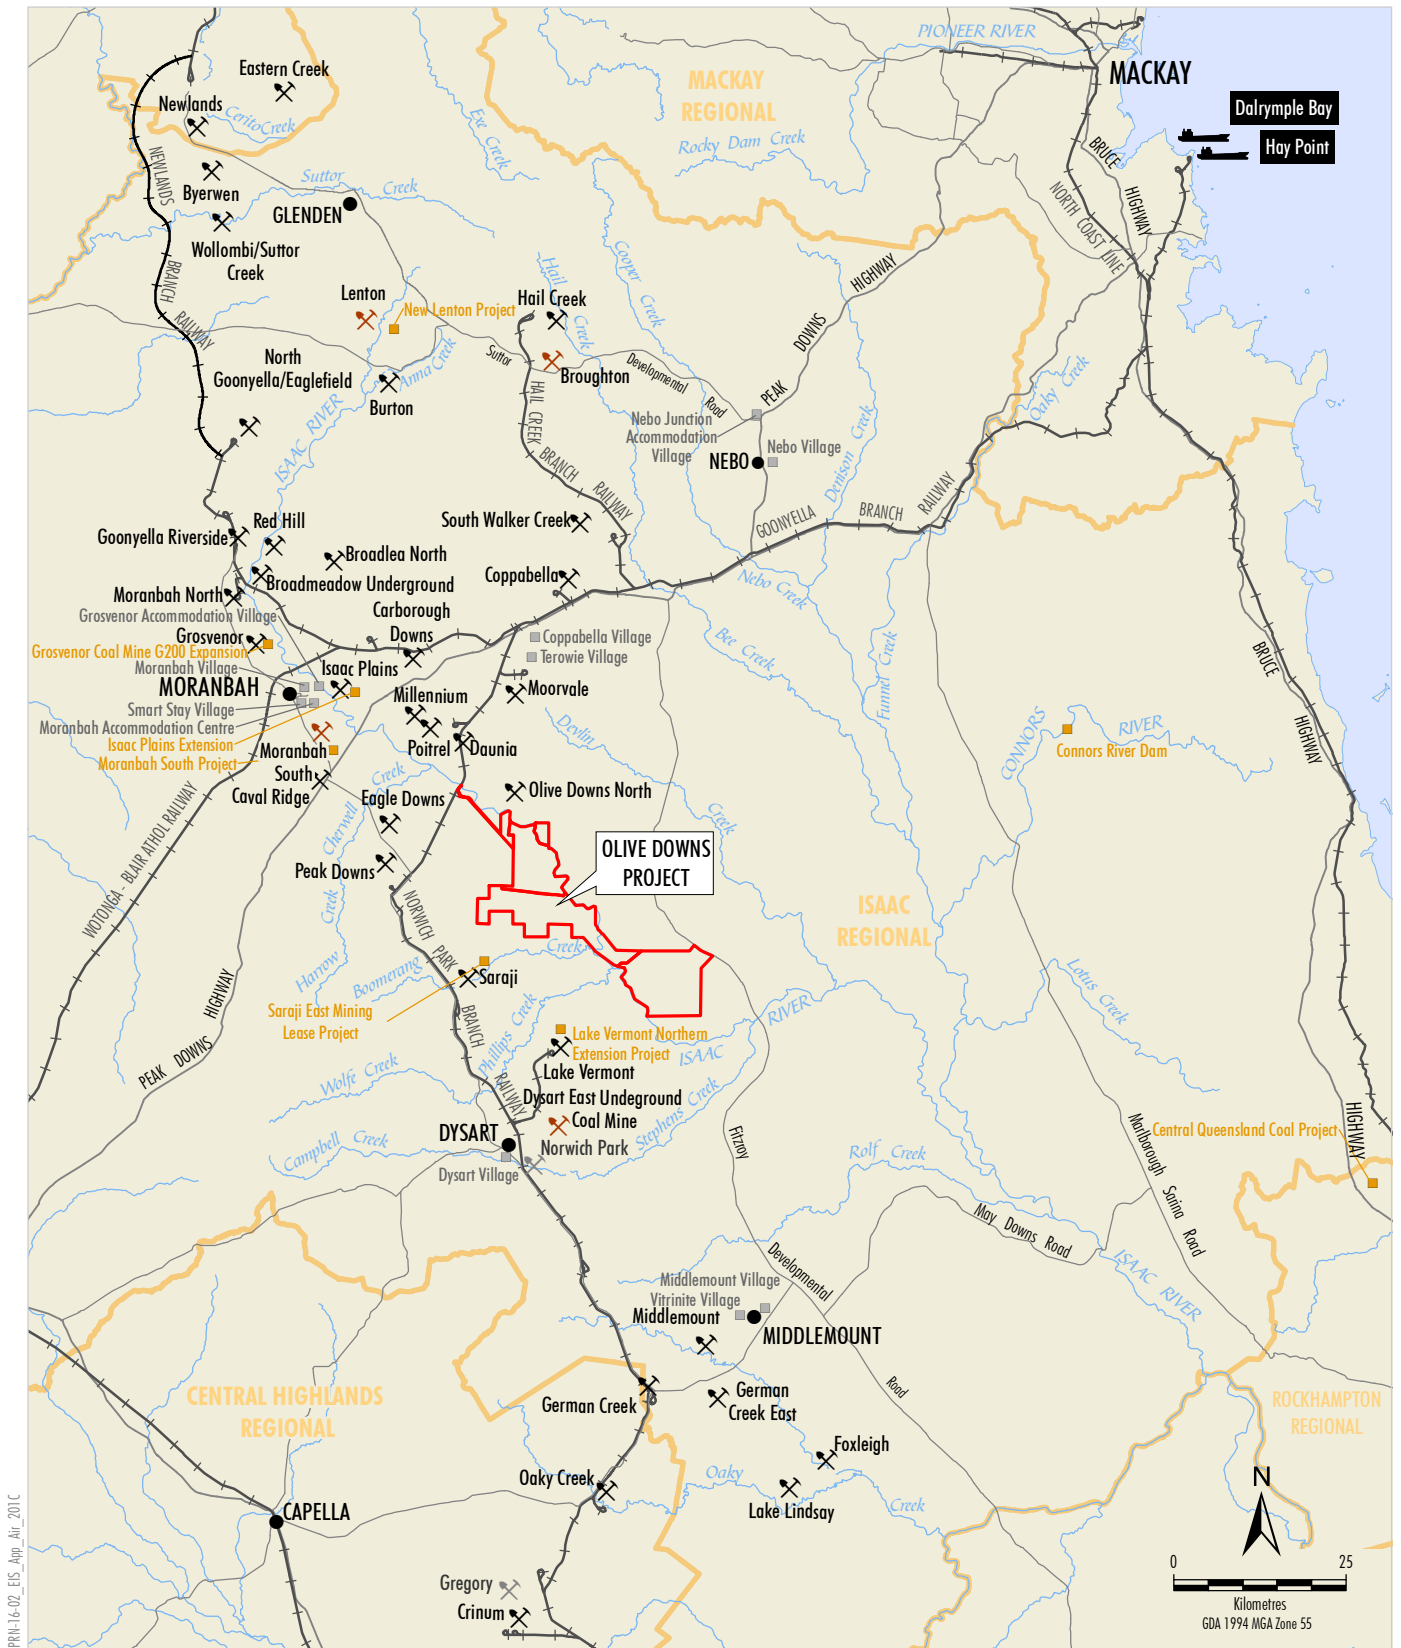 PIONEER RIVER
MACKAY
MACKAY
REGIONAL
Dalrymple Bay
Hay Point
Eastern Creek
Newlands
Cerito Creek
Exe Creek
Rocky Dam Creek
BRUCE
HIGHWAY
NORTH COAST LINE
NEWLANDS
BRANCH
RAILWAY
Byerwen
Suttor
Creek
GLENDEN
Wollombi/Suttor
Creek
Cooper Creek
Hail
Creek
HIGHWAY
DOWNS
PEAK
Lenton
New Lenton Project
Hail Creek
Suttor
Developmental
Road
Broughton
North
Goonyella/Eaglefield
Anna Creek
Burton
HAIL CREEK
BRANCH
RAILWAY
Oaky Creek
Nebo Junction
Accommodation
Village
NEBO
Nebo Village
Denison Creek
ISAAC RIVER
GOONYELLA
BRANCH
RAILWAY
South Walker Creek
Red Hill
Goonyella Riverside
Broadlea North
Broadmeadow Underground
Coppabella
Nebo Creek
Moranbah North
Grosvenor Accommodation Village
Carborough
Downs
Grosvenor
Grosvenor Coal Mine G200 Expansion
Moranbah Village
MORANBAH
Isaac Plains
Coppabella Village
Terowie Village
Bee Creek
Funnel Creek
BRUCE
HIGHWAY
Smart Stay Village
Moranbah Accommodation Centre
Isaac Plains Extension
Moranbah South Project
Millennium
Moorvale
Poitrel
Daunia
Moranbah
South
Caval Ridge
Devlin
Creek
CONNORS
RIVER
Connors River Dam
Creek
Cherwell
Eagle Downs
Olive Downs North
OLIVE DOWNS
PROJECT
Peak Downs
WOTONGA - BLAIR ATHOL RAILWAY
NORWICH PARK
BRANCH
RAILWAY
Creek
Harrow
ISAAC
REGIONAL
Boomerang
Creek
Saraji
Saraji East Mining
Lease Project
Lotus Creek
PEAK DOWNS HIGHWAY
Phillips Creek
Lake Vermont Northern
Extension Project
ISAAC
RIVER
Lake Vermont
Wolfe Creek
Dysart East Undeground
Coal Mine
Stephens Creek
DYSART
Campbell Creek
Norwich Park
Dysart Village
Fitzroy
Developmental
Road
Rolf Creek
Marlborough Sarina Road
Central Queensland Coal Project
HIGHWAY
May Downs Road
ISAAC RIVER
Middlemount Village
Vitrinite Village
Middlemount
MIDDLEMOUNT
CENTRAL HIGHLANDS
REGIONAL
German Creek
German
Creek East
ROCKHAMPTON
REGIONAL
Foxleigh
Oaky Creek
Oaky
Creek
Lake Lindsay
CAPELLA
Gregory
Crinum
N
0
25
Kilometres
GDA 1994 MGA Zone 55
PRN-16-02_EIS_App_Air_201C